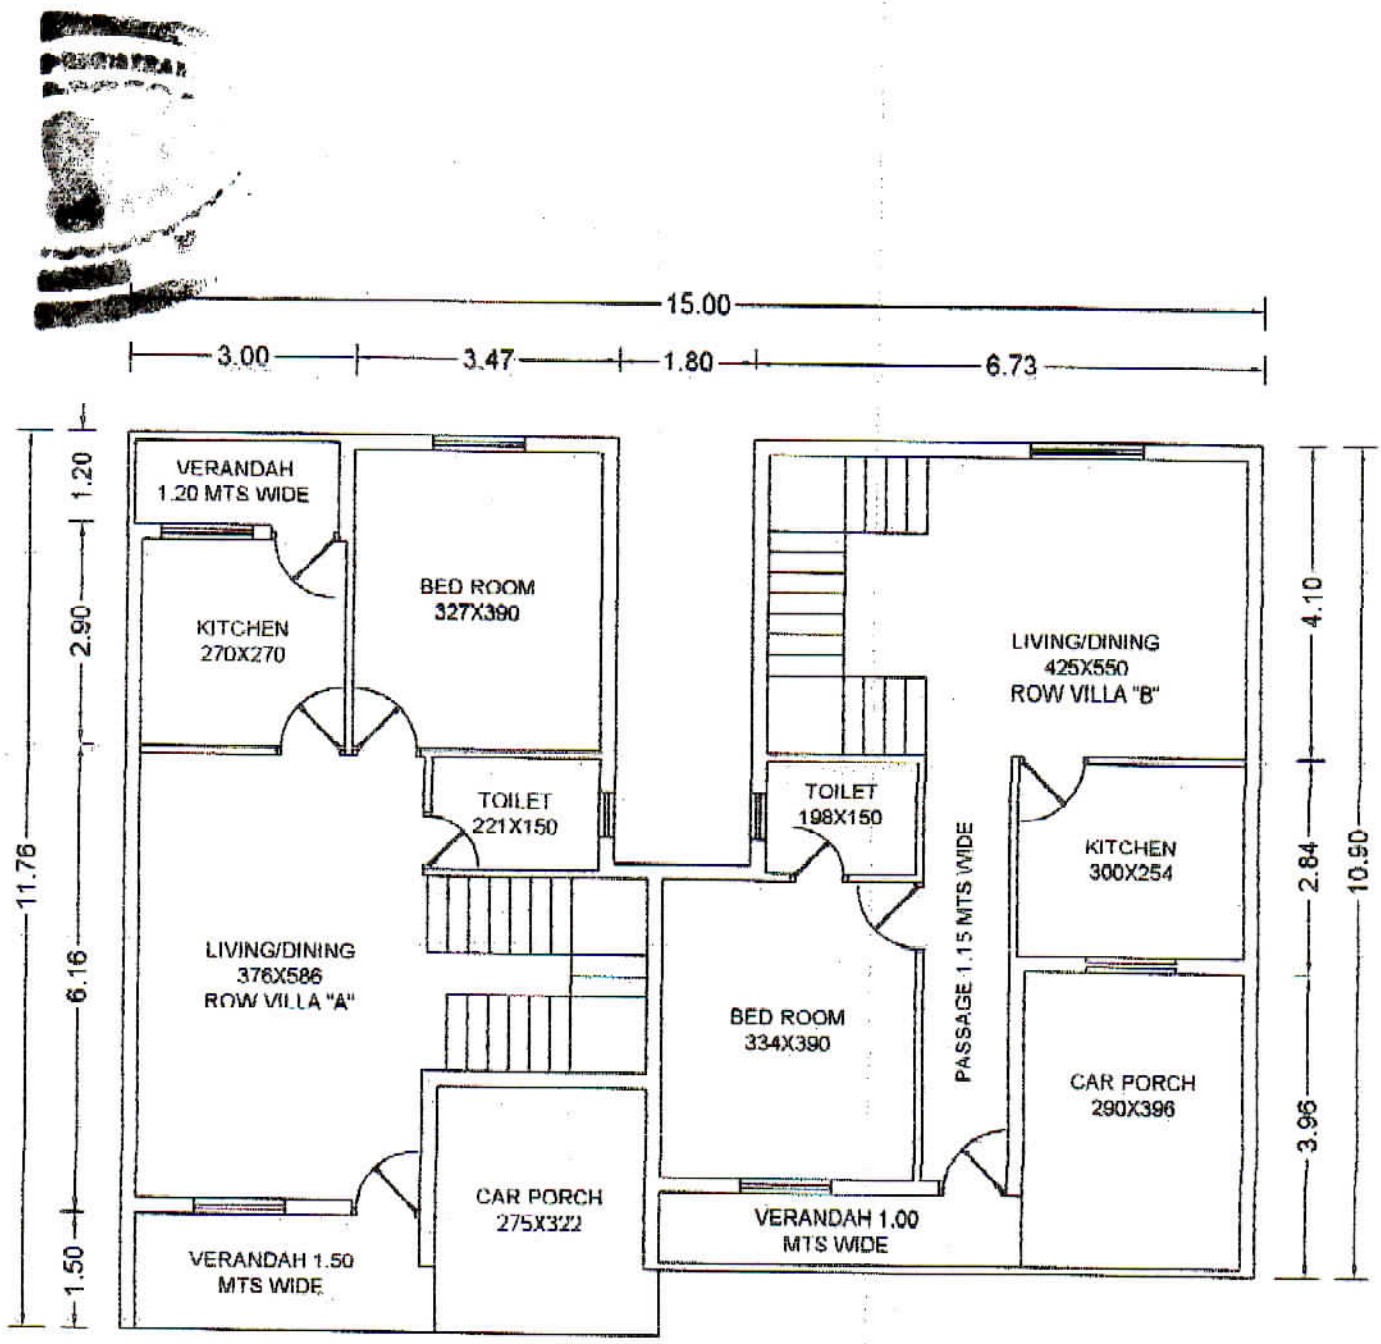 15.00
3.00
3.47
1.80
6.73
1.20
2.90
6.16
1.50
11.76
VERANDAH
1.20 MTS WIDE
BED ROOM
327X390
KITCHEN
270X270
LIVING/DINING
425X550
ROW VILLA "B"
TOILET
221X150
TOILET
198X150
KITCHEN
300X254
PASSAGE 1.15 MTS WIDE
LIVING/DINING
376X586
ROW VILLA "A"
BED ROOM
334X390
CAR PORCH
290X396
CAR PORCH
275X322
VERANDAH 1.00
MTS WIDE
VERANDAH 1.50
MTS WIDE
4.10
2.84
3.96
10.90